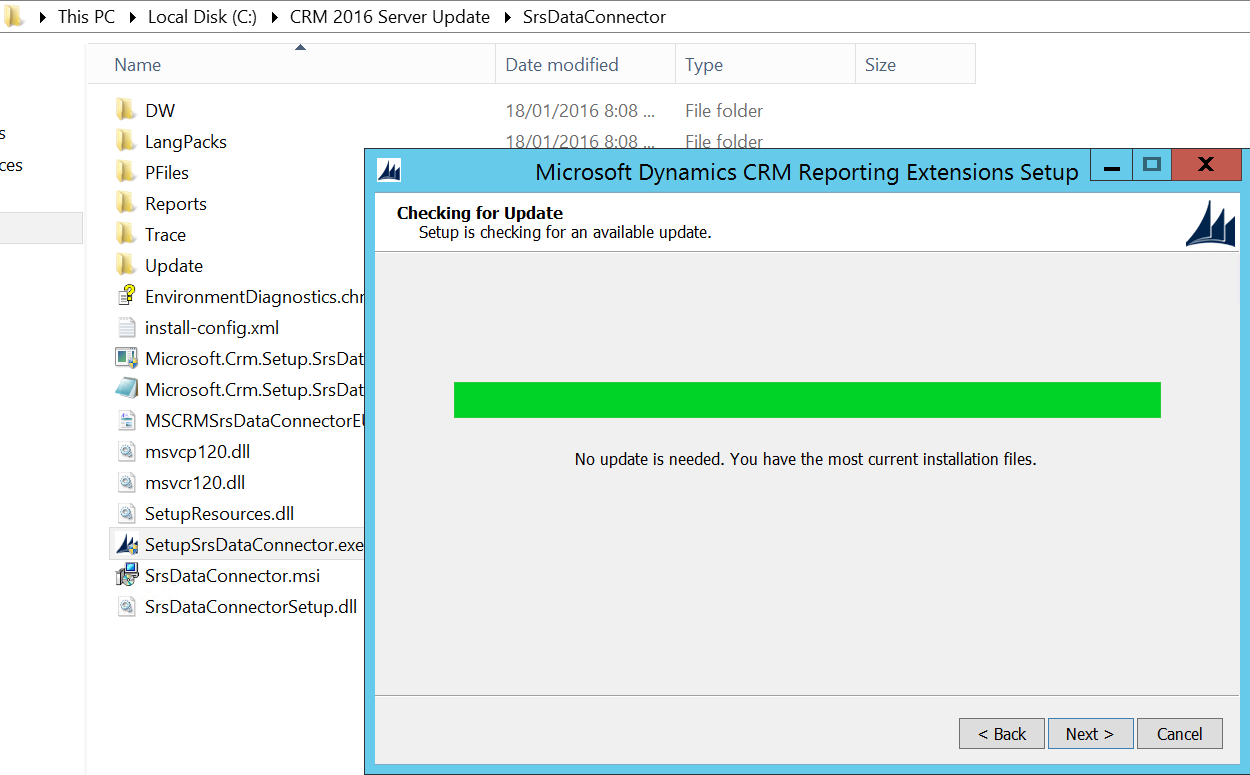 This PC Local Disk (C:) CRM 2016 Server Update SrsDataConnector
Name Date modified Type Size
DW 18/01/2016 8:08 ... File folder
LangPacks 18/01/2016 8:08 ... File folder
s
ces
PFiles
Reports
Trace
Update
EnvironmentDiagnostics.chm
install-config.xml
Microsoft.Crm.Setup.SrsDat
Microsoft.Crm.Setup.SrsDat
MSCRMSrsDataConnectorEU
msvcp120.dll
msvcr120.dll
SetupResources.dll
SetupSrsDataConnector.exe
SrsDataConnector.msi
SrsDataConnectorSetup.dll
Microsoft Dynamics CRM Reporting Extensions Setup
Checking for Update
Setup is checking for an available update.
No update is needed. You have the most current installation files.
< Back Next > Cancel